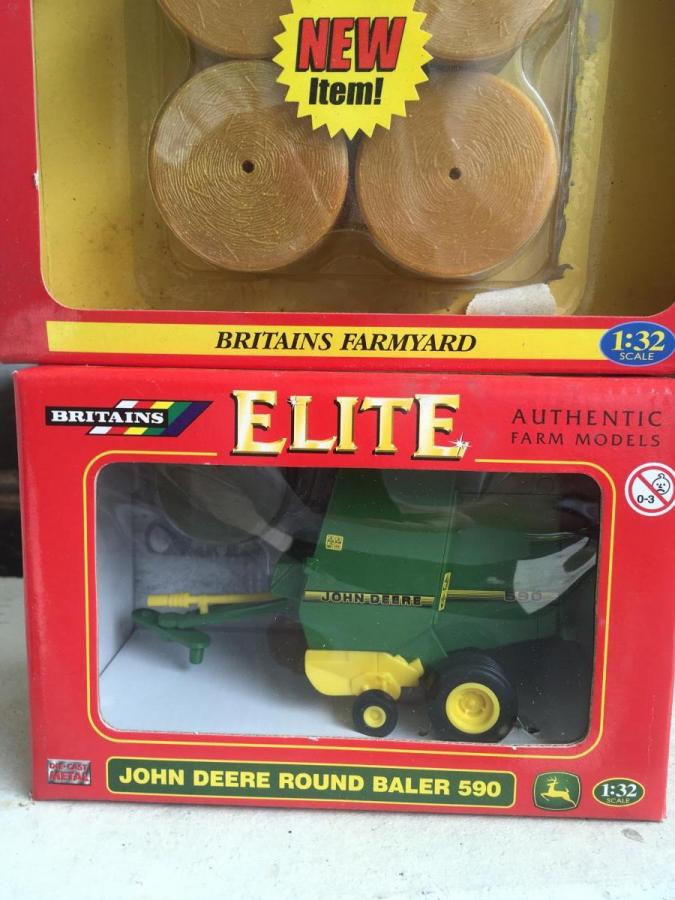 NEW
Item!
BRITAINS FARMYARD
1:32
SCALE
BRITAINS
ELITE
AUTHENTIC
FARM MODELS
0-3
JOHN DEERE
590
DIE-CAST
METAL
JOHN DEERE ROUND BALER 590
1:32
SCALE